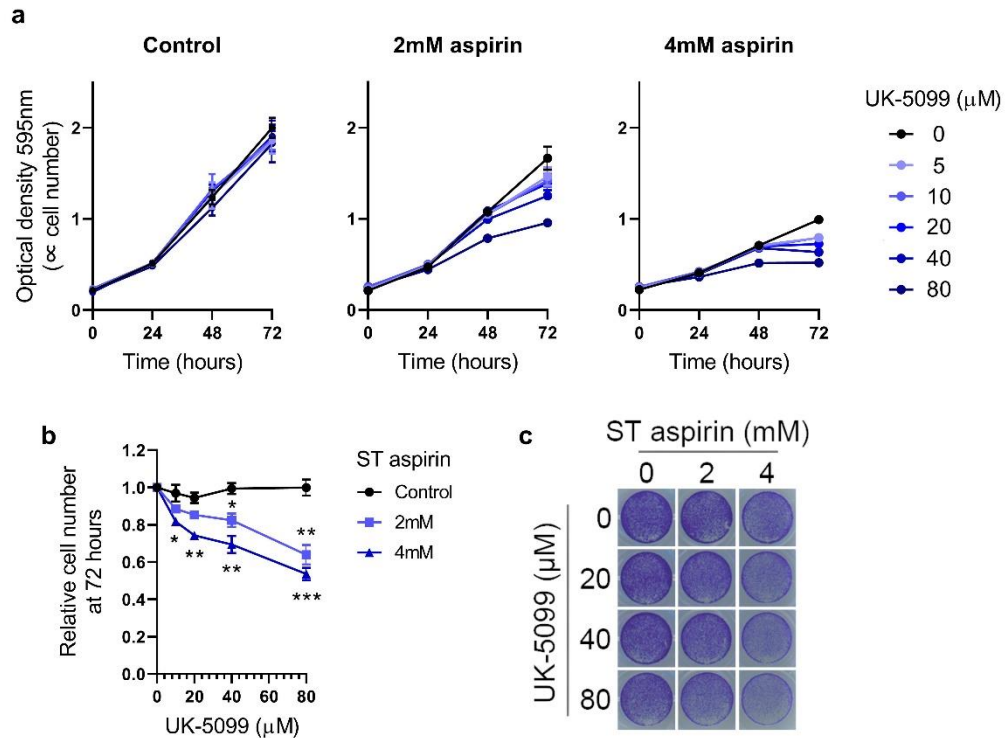 a
Control
2mM aspirin
4mM aspirin
Optical density 595nm
(∝ cell number)
2
1
0
0 24 48 72
Time (hours)
2
1
0
0 24 48 72
Time (hours)
2
1
0
0 24 48 72
Time (hours)
UK-5099 (μM)
0
5
10
20
40
80
b
Relative cell number
at 72 hours
1.2
1.0
0.8
0.6
0.4
0.2
0.0
0 20 40 60 80
UK-5099 (μM)
* ** * ** ** ***
ST aspirin
Control
2mM
4mM
c
ST aspirin (mM)
0 2 4
UK-5099 (μM)
0
20
40
80